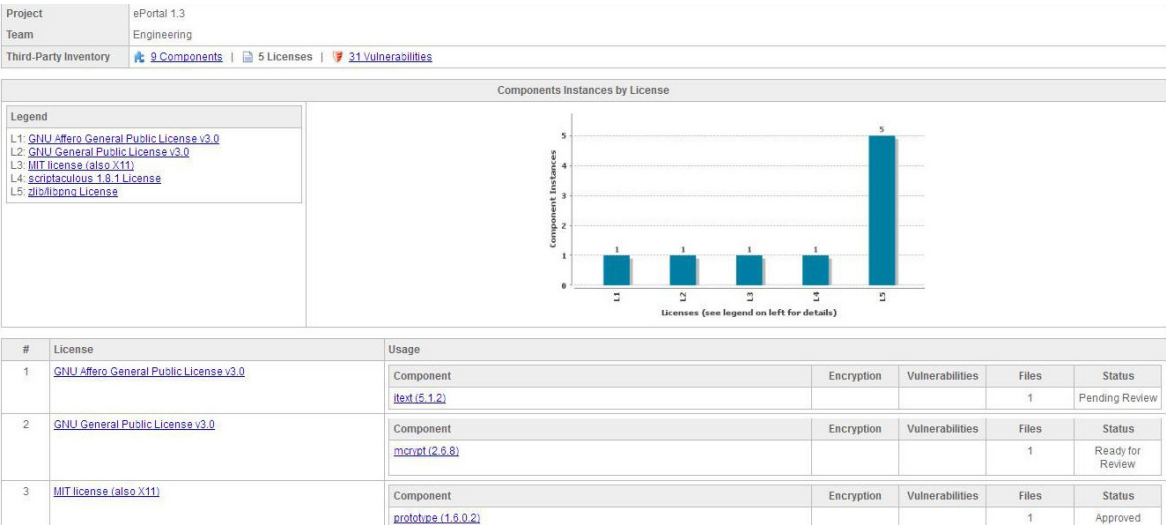 Project ePortal 1.3
Team Engineering
Third-Party Inventory 9 Components | 5 Licenses | 31 Vulnerabilities
Components Instances by License
Legend
L1: GNU Affero General Public License v3.0
L2: GNU General Public License v3.0
L3: MIT license (also X11)
L4: scriptaculous 1.8.1 License
L5: zlib/libpng License
Component Instances
5
4
3
2
1
0
1 1 1 1 5
L1 L2 L3 L4 L5
Licenses (see legend on left for details)
# License Usage
1 GNU Affero General Public License v3.0
Component Encryption Vulnerabilities Files Status
itext (5.1.2) 1 Pending Review
2 GNU General Public License v3.0
Component Encryption Vulnerabilities Files Status
mcrypt (2.6.8) 1 Ready for
Review
3 MIT license (also X11)
Component Encryption Vulnerabilities Files Status
prototype (1.6.0.2) 1 Approved